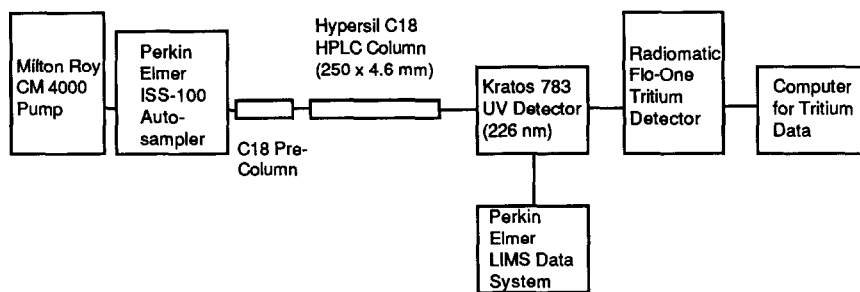 Milton Roy
CM 4000
Pump
Perkin
Elmer
ISS-100
Auto-
sampler
C18 Pre-
Column
Hypersil C18
HPLC Column
(250 x 4.6 mm)
Kratos 783
UV Detector
(226 nm)
Perkin
Elmer
LIMS Data
System
Radiomatic
Flo-One
Tritium
Detector
Computer
for Tritium
Data